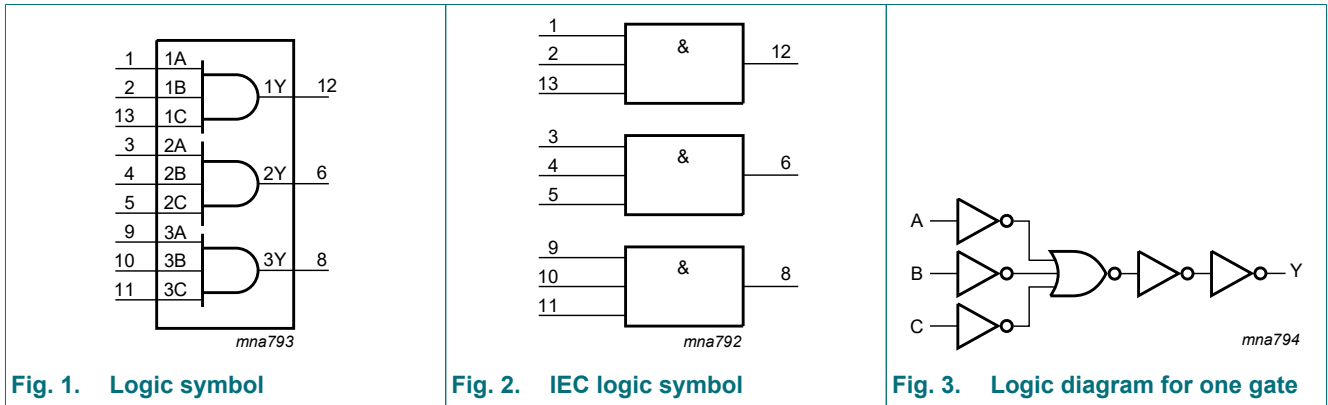 1 1A
2 1B 1Y 12
13 1C
3 2A
4 2B 2Y 6
5 2C
9 3A
10 3B 3Y 8
11 3C
mna793
Fig. 1. Logic symbol
1
2 & 12
13
3
4 & 6
5
9
10 & 8
11
mna792
Fig. 2. IEC logic symbol
A
B Y
C
mna794
Fig. 3. Logic diagram for one gate